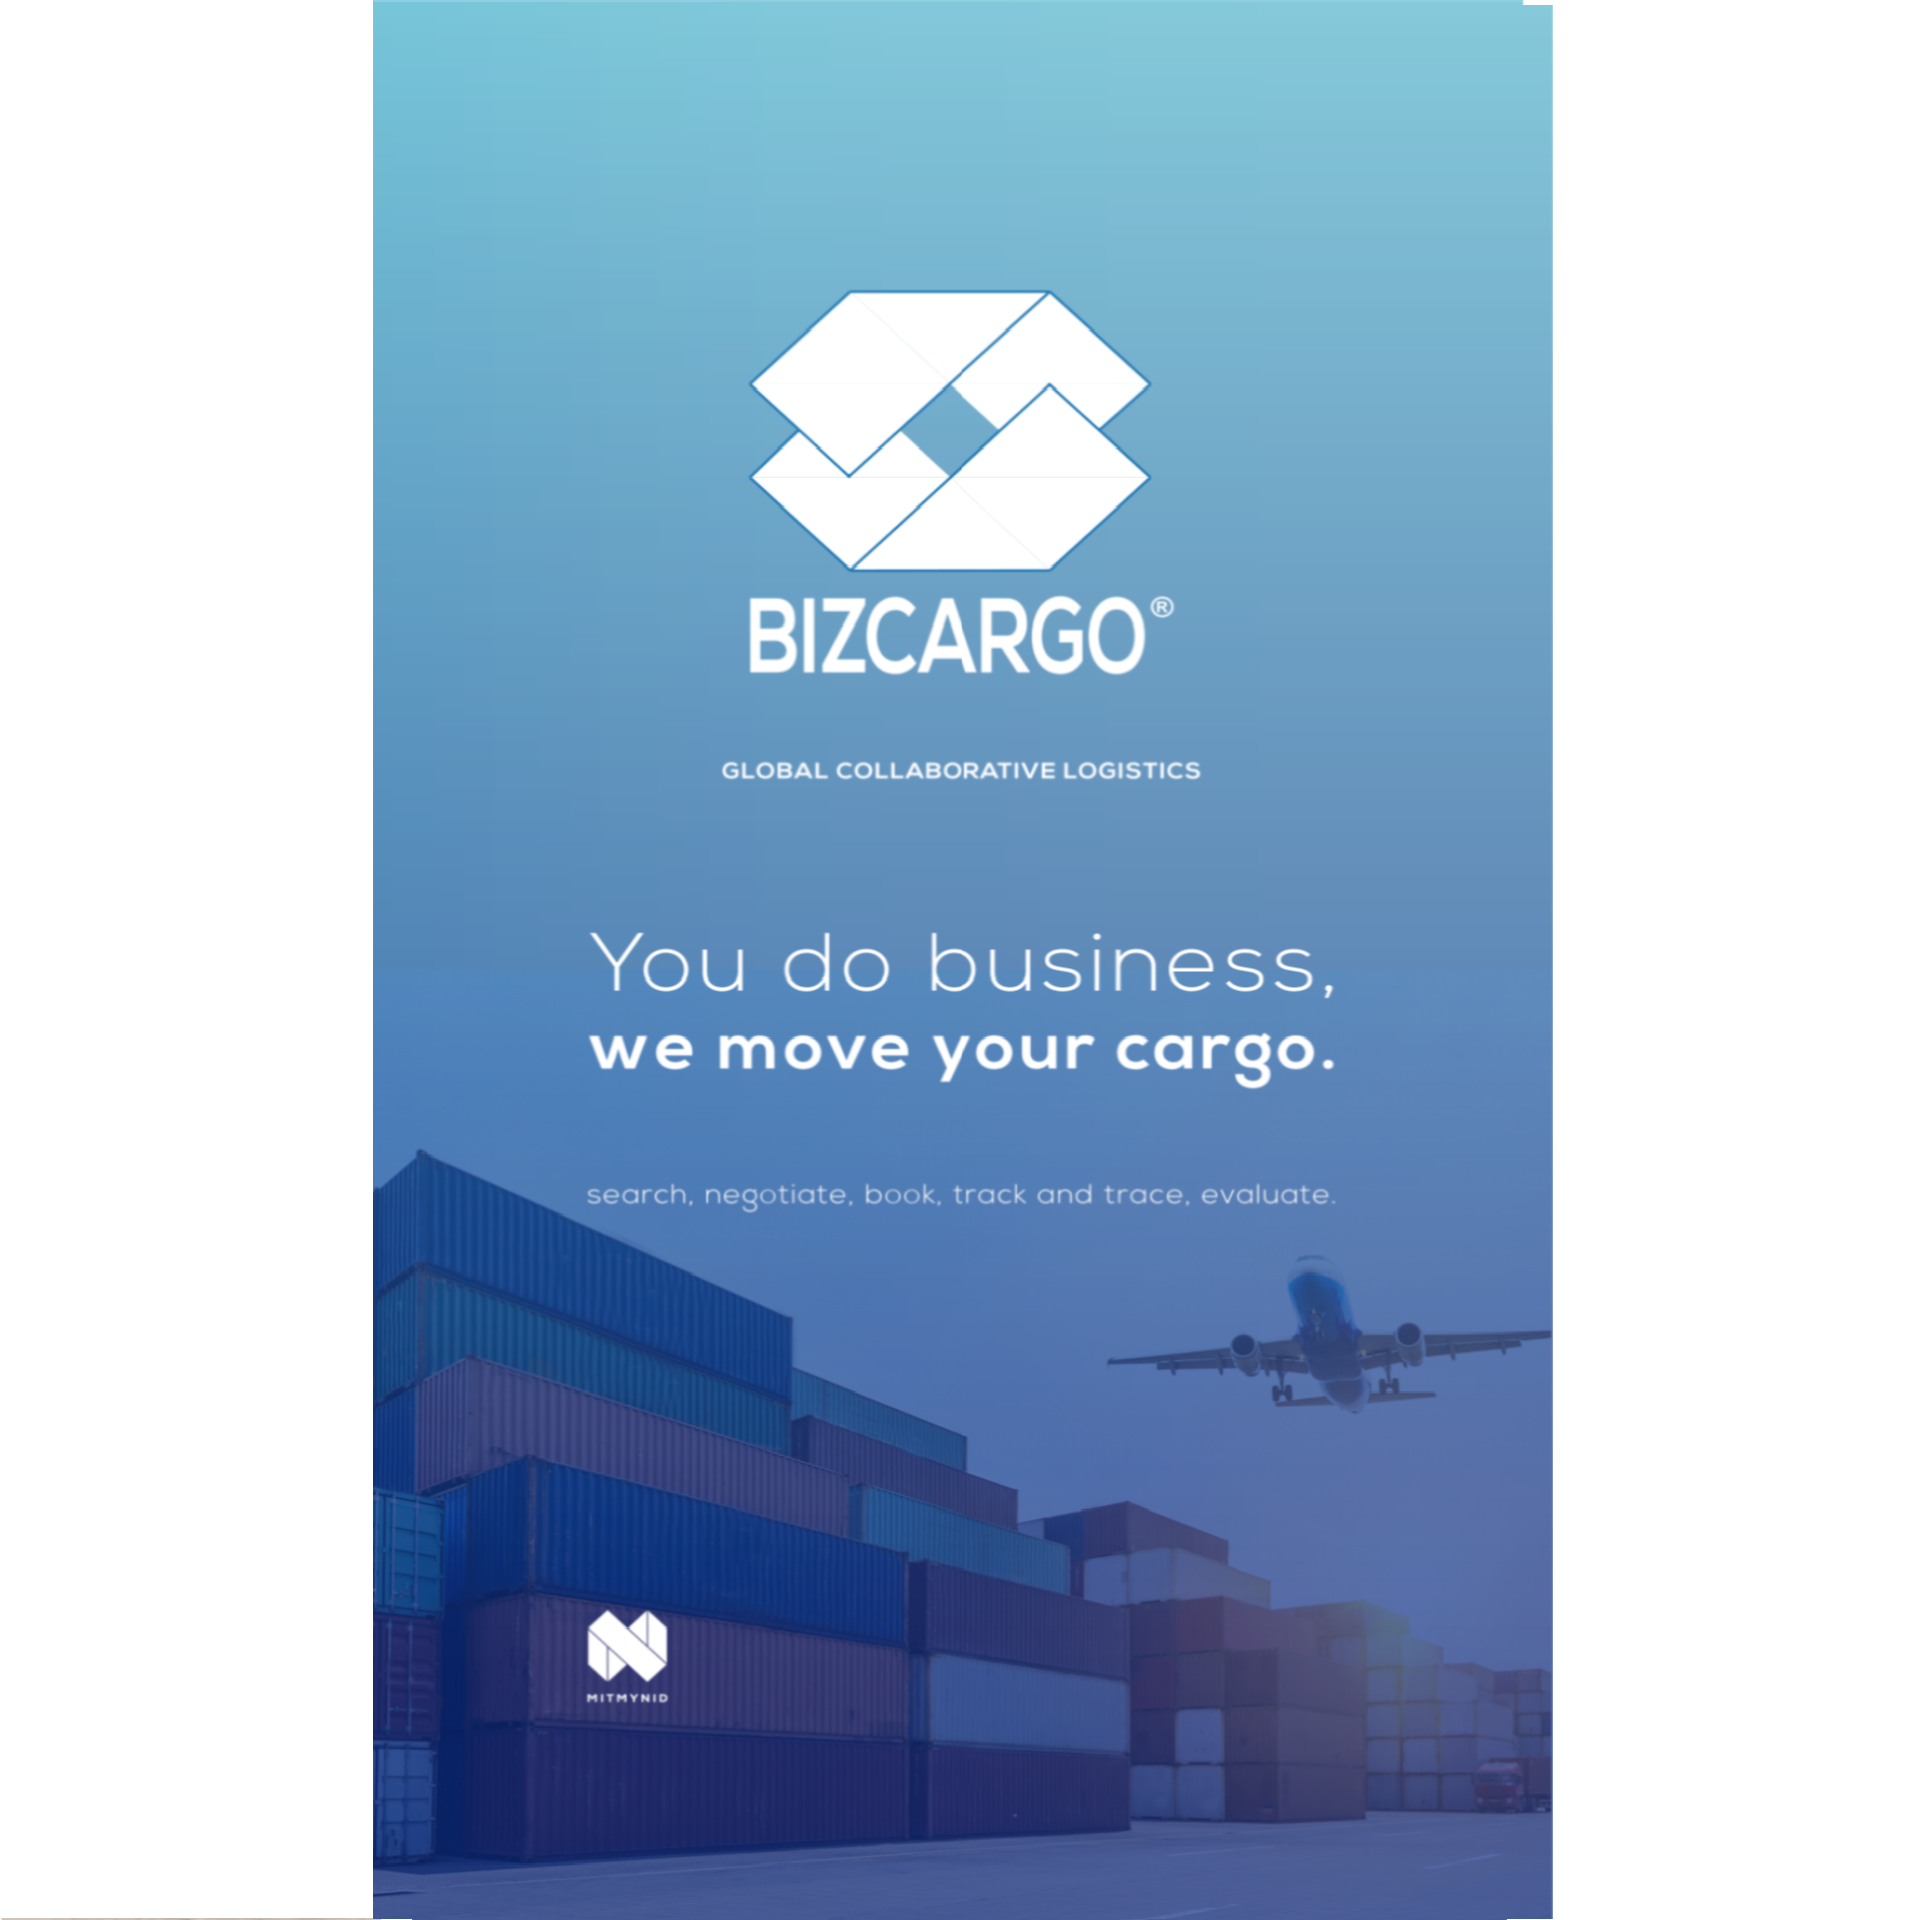 BIZCARGO®
GLOBAL COLLABORATIVE LOGISTICS
You do business,
we move your cargo.
search, negotiate, book, track and trace, evaluate.
MITMYNID